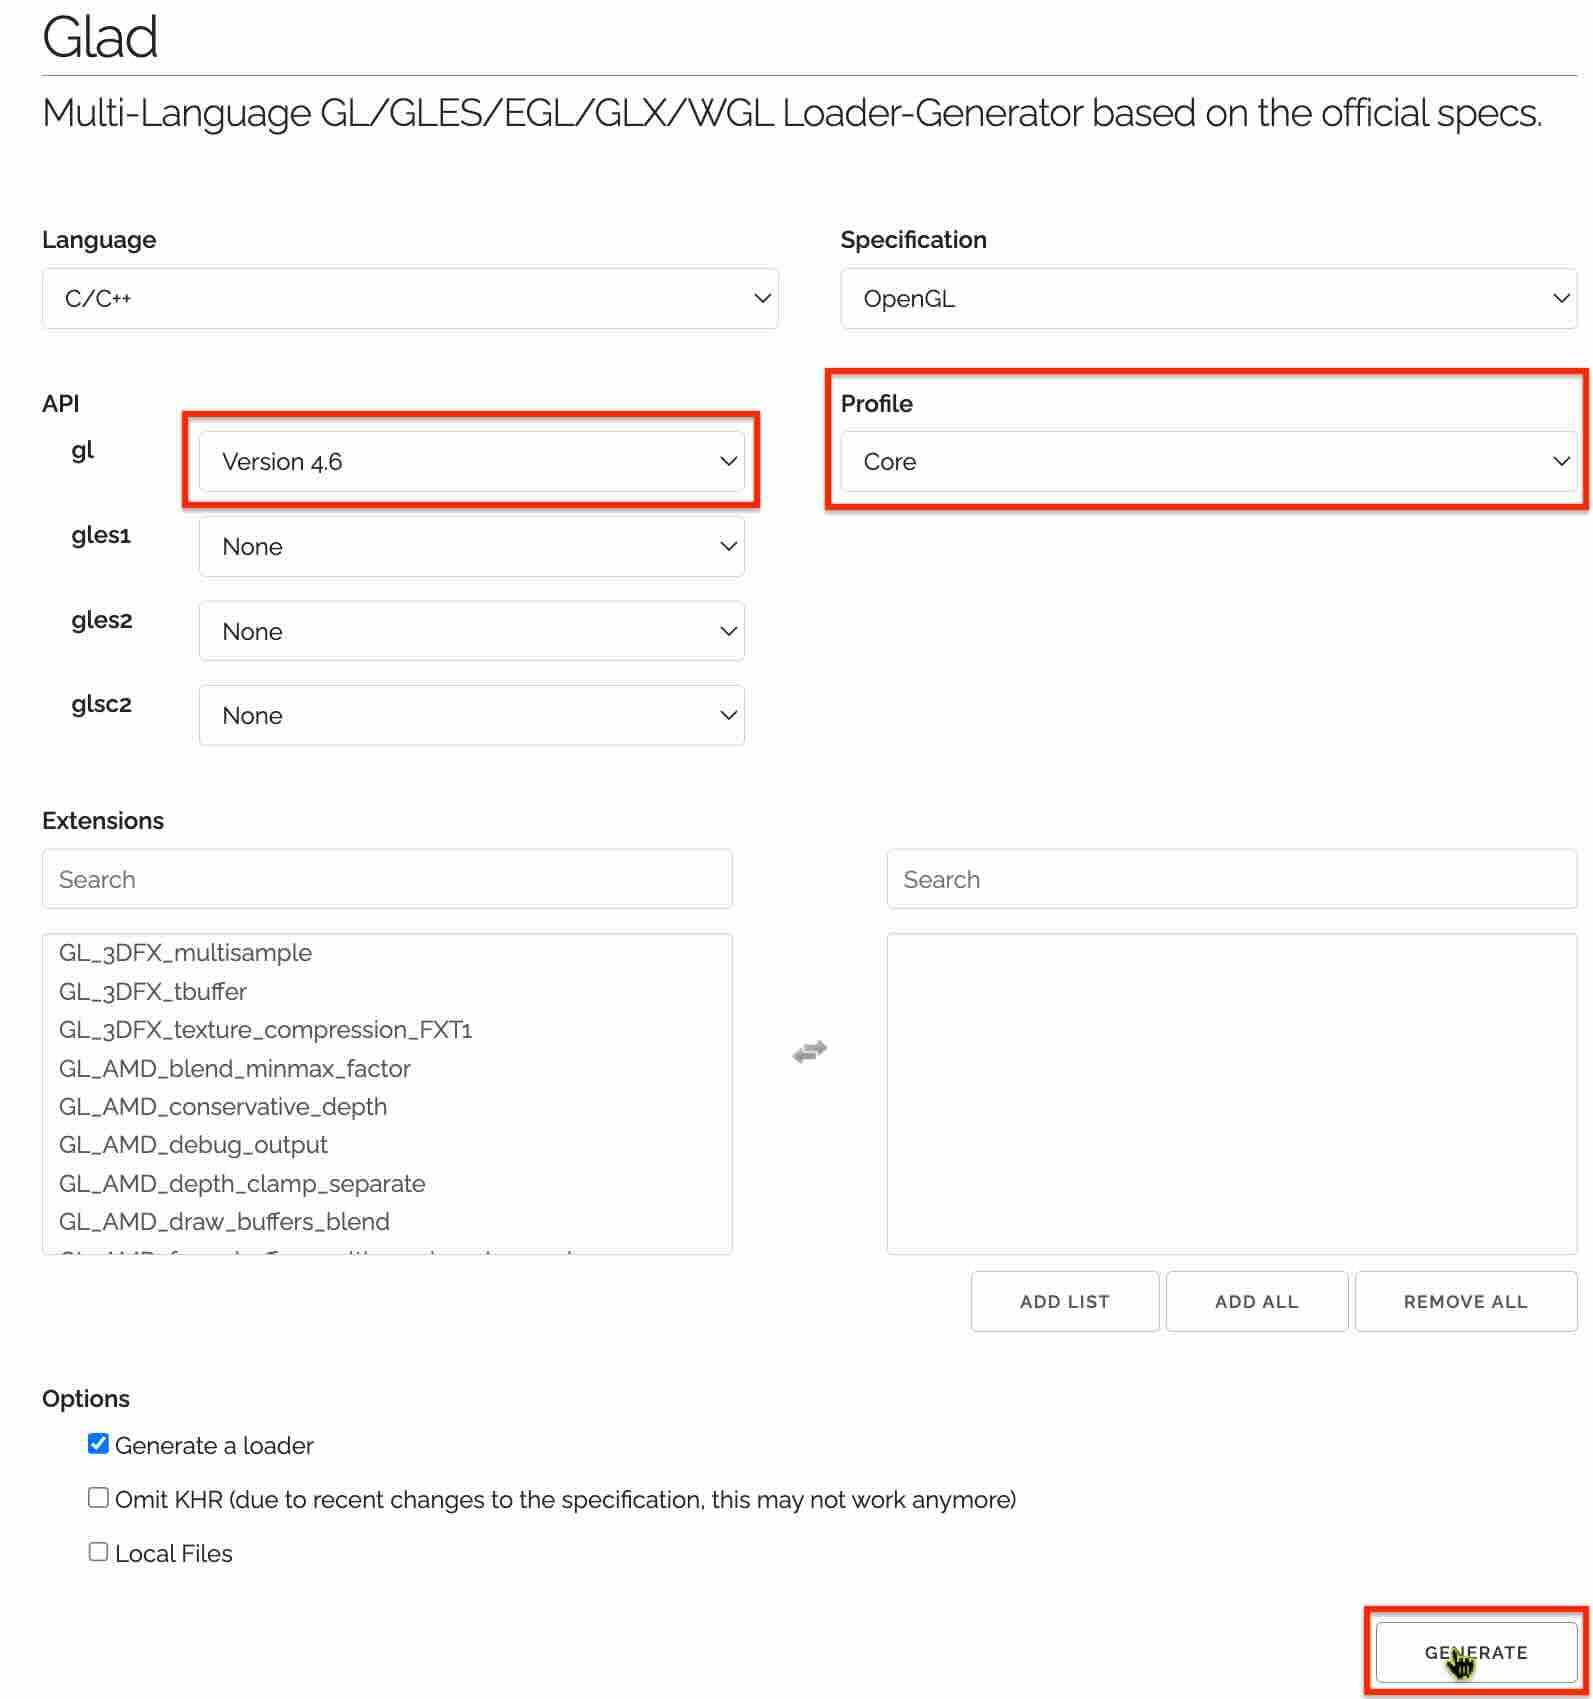 Glad
Multi-Language GL/GLES/EGL/GLX/WGL Loader-Generator based on the official specs.
Language
Specification
C/C++
OpenGL
API
Profile
gl
Version 4.6
Core
gles1
None
gles2
None
glsc2
None
Extensions
Search
Search
GL_3DFX_multisample
GL_3DFX_tbuffer
GL_3DFX_texture_compression_FXT1
GL_AMD_blend_minmax_factor
GL_AMD_conservative_depth
GL_AMD_debug_output
GL_AMD_depth_clamp_separate
GL_AMD_draw_buffers_blend
ADD LIST
ADD ALL
REMOVE ALL
Options
Generate a loader
Omit KHR (due to recent changes to the specification, this may not work anymore)
Local Files
GENERATE